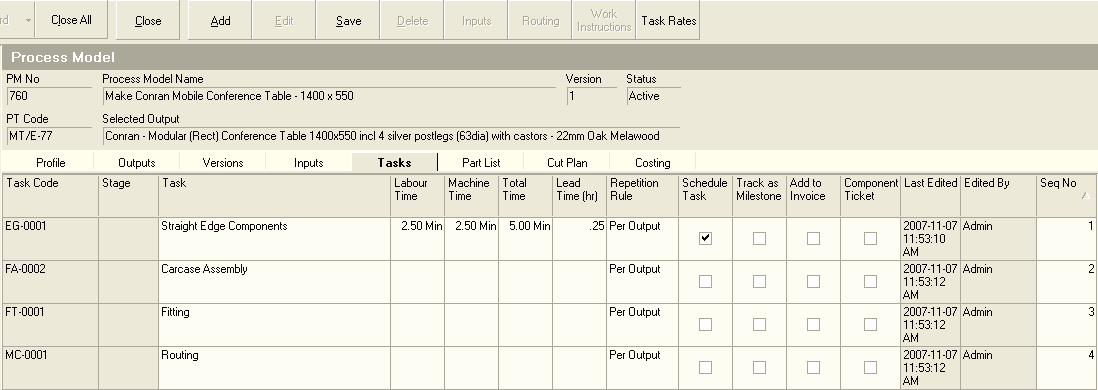 rd Close All Close Add Edit Save Delete Inputs Routing Work Instructions Task Rates
Process Model
PM No Process Model Name Version Status
760 Make Conran Mobile Conference Table - 1400 x 550 1 Active
PT Code Selected Output
MT/E-77 Conran - Modular (Rect) Conference Table 1400x550 incl 4 silver postlegs (63dia) with castors - 22mm Oak Melawood
Profile Outputs Versions Inputs Tasks Part List Cut Plan Costing
Task Code Stage Task Labour Time Machine Time Total Time Lead Time (hr) Repetition Rule Schedule Task Track as Milestone Add to Invoice Component Ticket Last Edited Edited By Seq No
EG-0001 Straight Edge Components 2.50 Min 2.50 Min 5.00 Min .25 Per Output 2007-11-07 11:53:10 AM Admin 1
FA-0002 Carcase Assembly Per Output 2007-11-07 11:53:12 AM Admin 2
FT-0001 Fitting Per Output 2007-11-07 11:53:12 AM Admin 3
MC-0001 Routing Per Output 2007-11-07 11:53:12 AM Admin 4